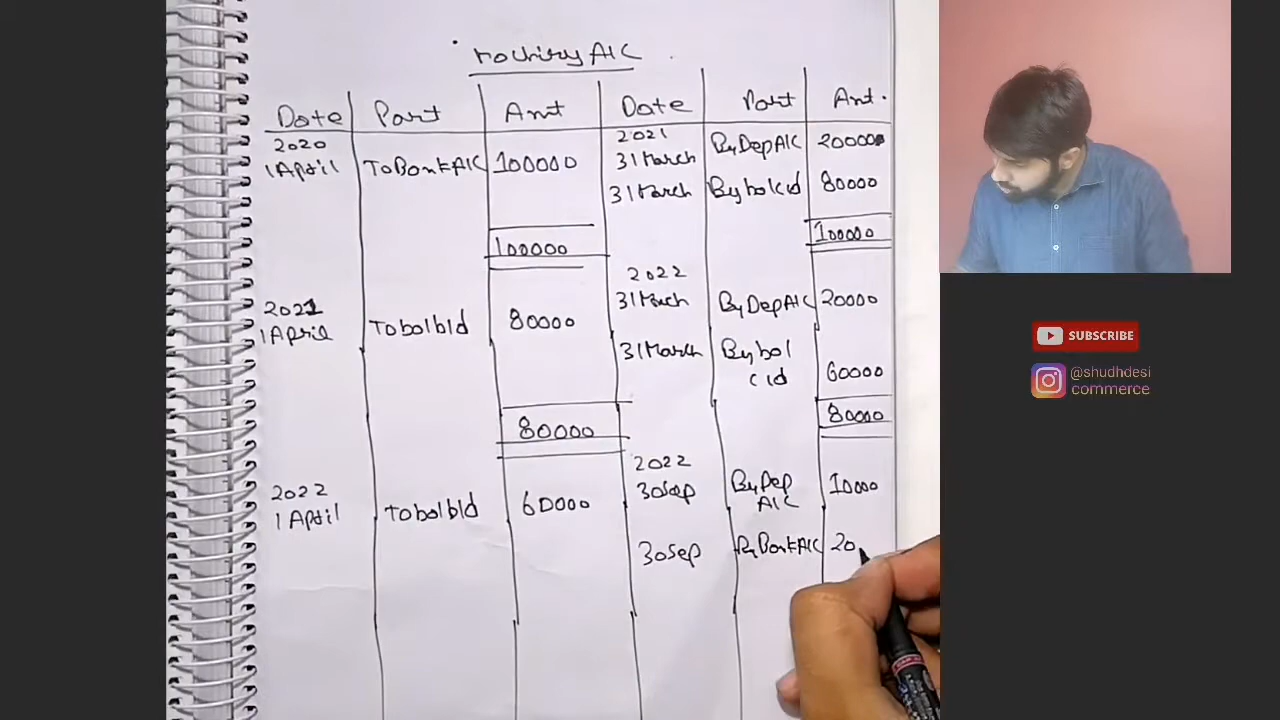 Machinery A/C
Date Part Amt Date Part Amt.
2020 2021
1 April To Bank A/C 100000 31 March By Dep A/C 20000
31 March By bal c/d 80000
100000 100000
2022
2021 31 March By Dep A/C 20000
1 April To bal b/d 80000
31 March By bal
c/d 60000
80000 80000
2022
2022 30 Sep By Dep 10000
1 April To bal b/d 60000 A/C
30 Sep By Bank A/C 20
SUBSCRIBE
@shudhdesi
commerce